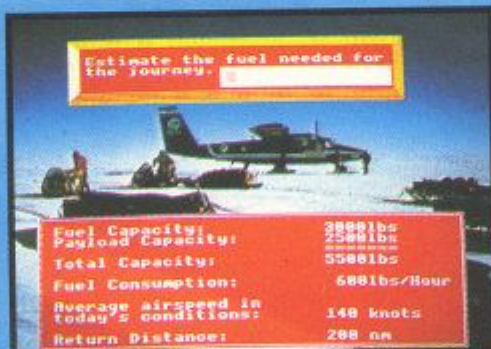 Estimate the fuel needed for
the journey.
Fuel Capacity: 3000lbs
Payload Capacity: 2500lbs
Total Capacity: 5500lbs
Fuel Consumption: 600lbs/Hour
Average airspeed in
today's conditions: 140 knots
Return Distance: 200 nm